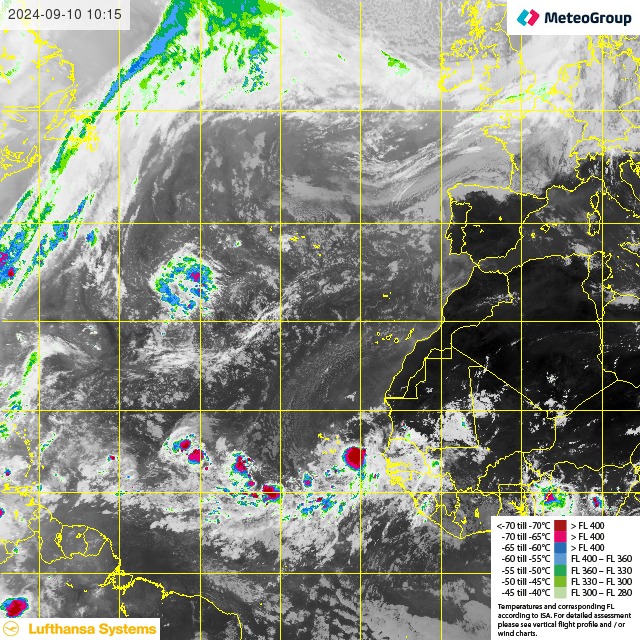 2024-09-10 10:15
MeteoGroup
<-70 till -70°C > FL 400
-70 till -65°C > FL 400
-65 till -60°C > FL 400
-60 till -55°C FL 400 – FL 360
-55 till -50°C FL 360 – FL 330
-50 till -45°C FL 330 – FL 300
-45 till -40°C FL 300 – FL 280
Temperatures and corresponding FL
according to ISA. For detailed assessment
please see vertical flight profile and / or
wind charts.
Lufthansa Systems